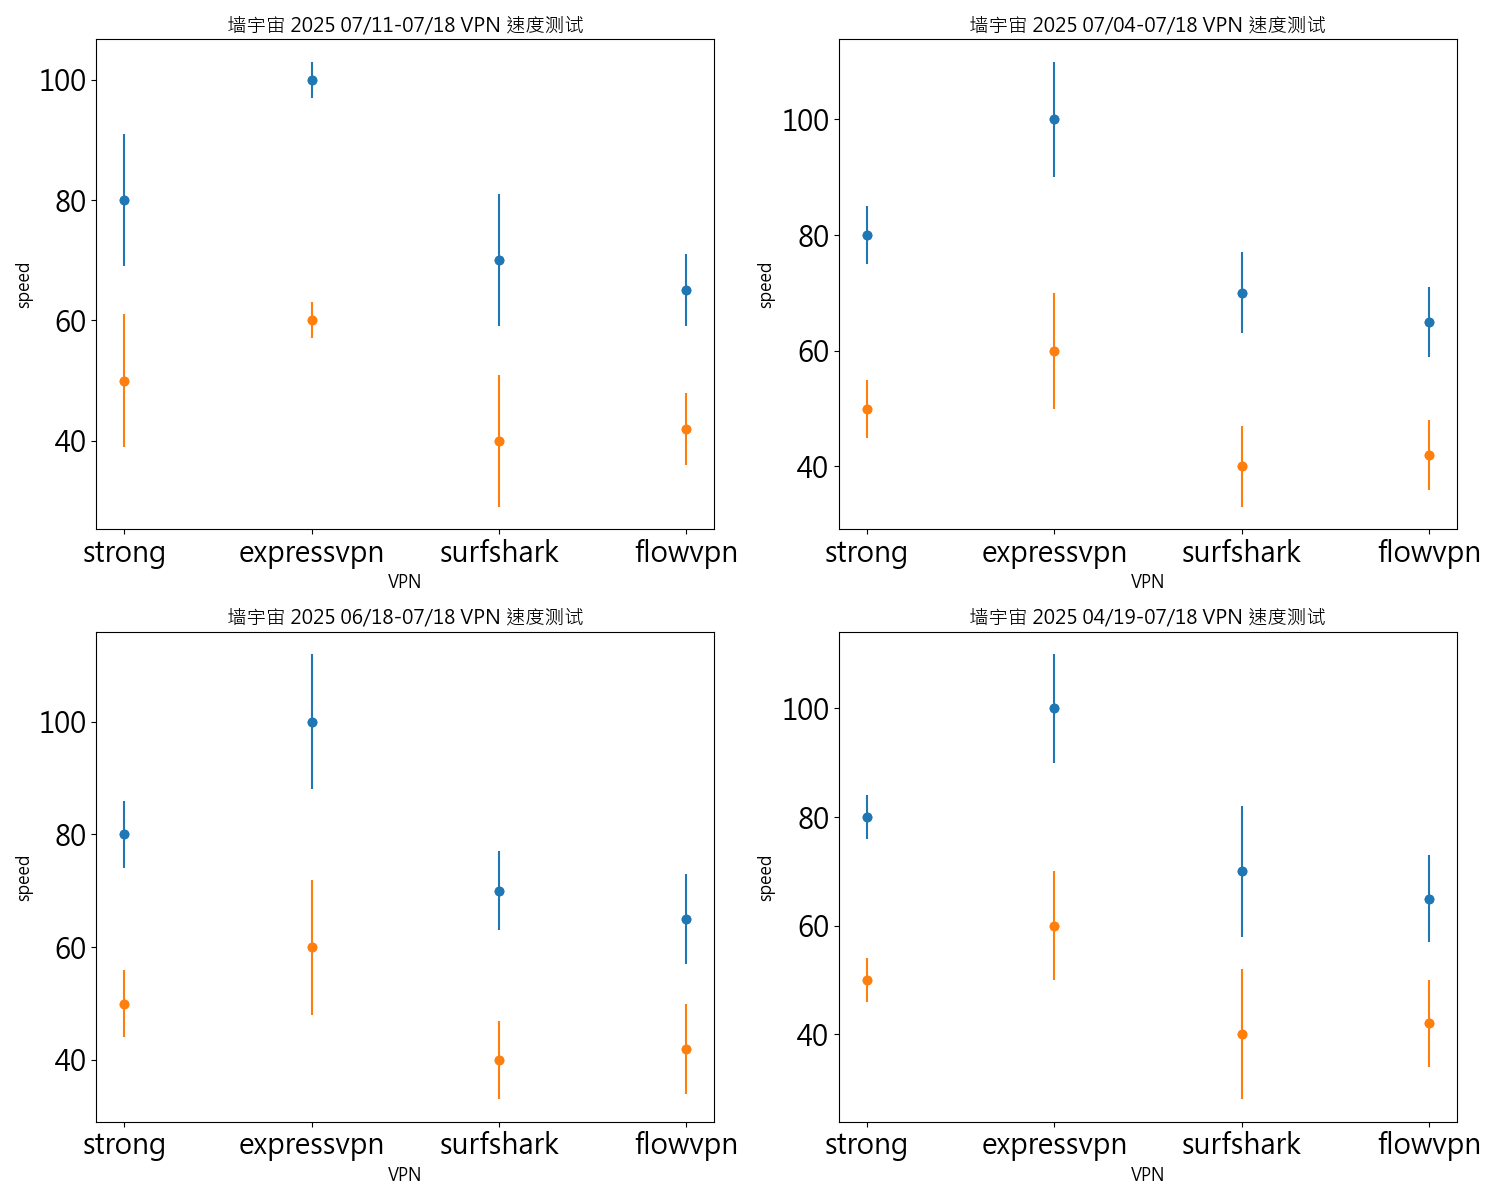 墙宇宙 2025 07/11-07/18 VPN 速度测试
100
80
60
40
speed
strong expressvpn surfshark flowvpn
VPN
墙宇宙 2025 07/04-07/18 VPN 速度测试
100
80
60
40
speed
strong expressvpn surfshark flowvpn
VPN
墙宇宙 2025 06/18-07/18 VPN 速度测试
100
80
60
40
speed
strong expressvpn surfshark flowvpn
VPN
墙宇宙 2025 04/19-07/18 VPN 速度测试
100
80
60
40
speed
strong expressvpn surfshark flowvpn
VPN